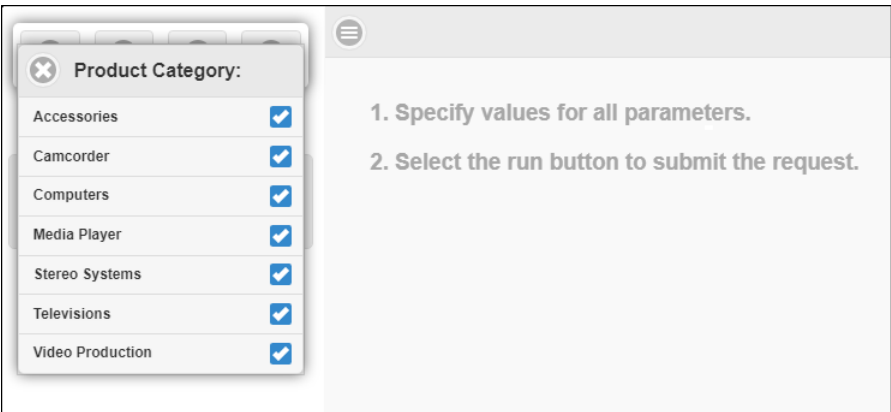 Product Category:
Accessories
Camcorder
Computers
Media Player
Stereo Systems
Televisions
Video Production
1. Specify values for all parameters.
2. Select the run button to submit the request.